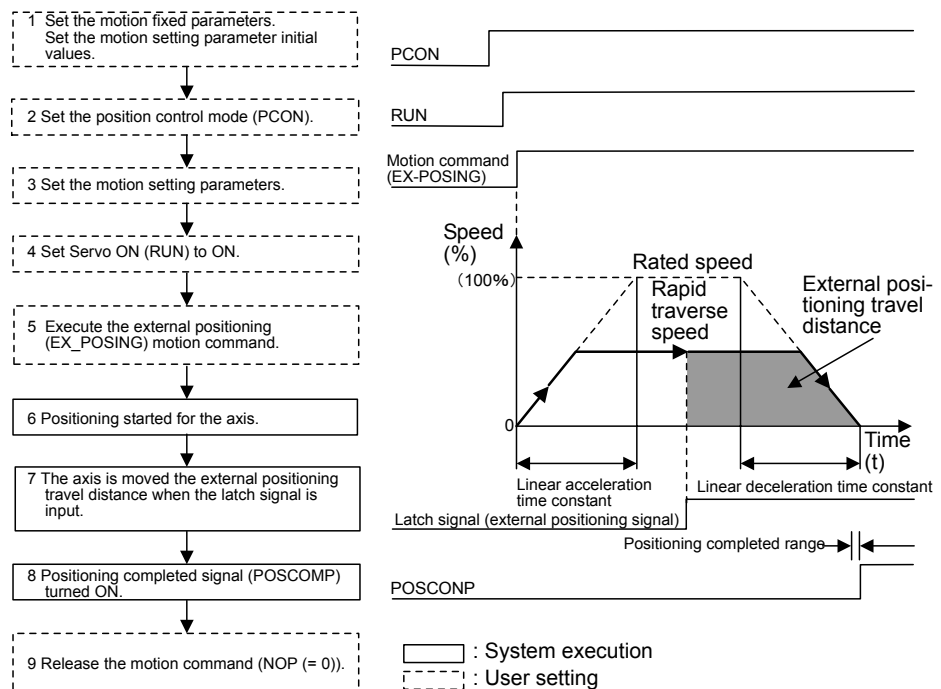 1 Set the motion fixed parameters.
Set the motion setting parameter initial
values.
2 Set the position control mode (PCON).
3 Set the motion setting parameters.
4 Set Servo ON (RUN) to ON.
5 Execute the external positioning
(EX_POSING) motion command.
6 Positioning started for the axis.
7 The axis is moved the external positioning
travel distance when the latch signal is
input.
8 Positioning completed signal (POSCOMP)
turned ON.
9 Release the motion command (NOP (= 0)).
PCON
RUN
Motion command
(EX-POSING)
Speed
(%)
(100%)
Rated speed
Rapid
traverse
speed
External posi-
tioning travel
distance
0
Time
(t)
Linear acceleration
time constant
Linear deceleration time constant
Latch signal (external positioning signal)
Positioning completed range
POSCONP
: System execution
: User setting